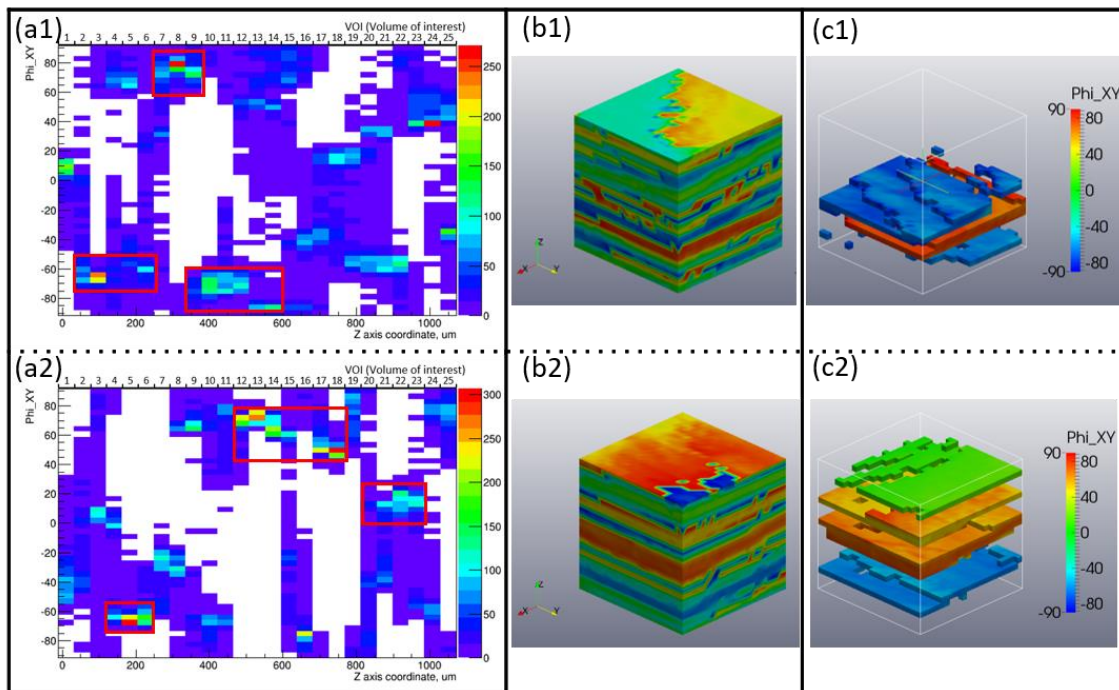 (a1)
VOI (Volume of interest)
1 2 3 4 5 6 7 8 9 10 11 12 13 14 15 16 17 18 19 20 21 22 23 24 25
Phi_XY
80
60
40
20
0
-20
-40
-60
-80
250
200
150
100
50
0
0 200 400 600 800 1000
Z axis coordinate, um
(b1)
Z
X Y
(c1)
Phi_XY
90
80
40
0
-40
-80
-90
(a2)
VOI (Volume of interest)
1 2 3 4 5 6 7 8 9 10 11 12 13 14 15 16 17 18 19 20 21 22 23 24 25
Phi_XY
80
60
40
20
0
-20
-40
-60
-80
300
250
200
150
100
50
0
0 200 400 600 800 1000
Z axis coordinate, um
(b2)
Z
X Y
(c2)
Phi_XY
90
80
40
0
-40
-80
-90